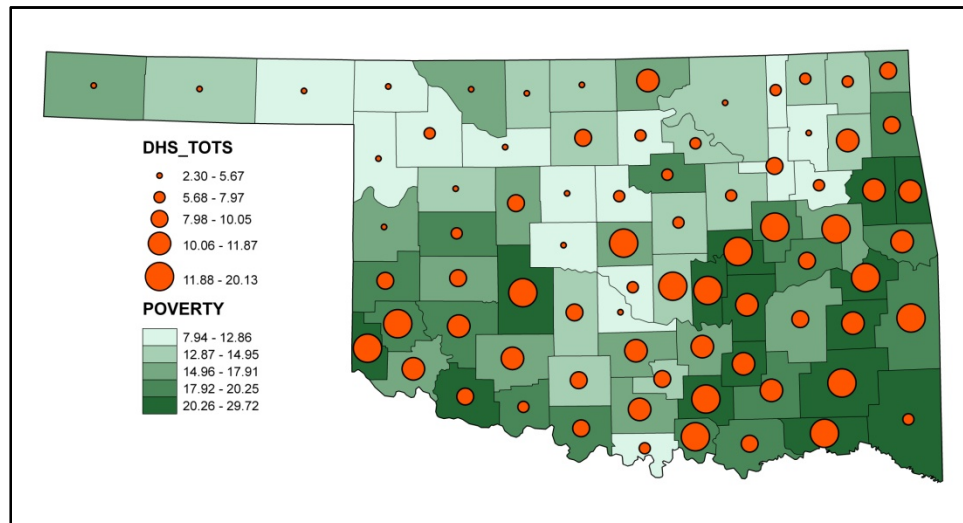 DHS_TOTS
2.30 - 5.67
5.68 - 7.97
7.98 - 10.05
10.06 - 11.87
11.88 - 20.13
POVERTY
7.94 - 12.86
12.87 - 14.95
14.96 - 17.91
17.92 - 20.25
20.26 - 29.72